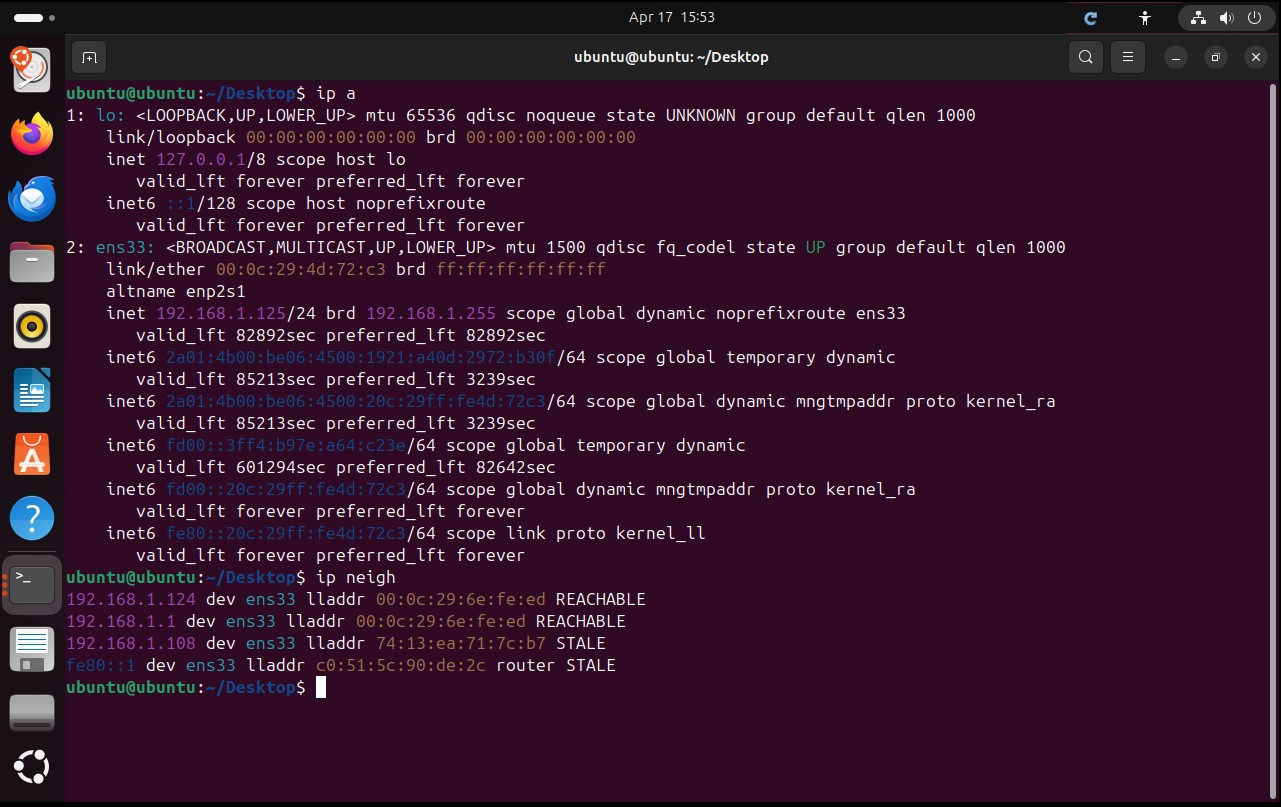 Apr 17 15:53
ubuntu@ubuntu: ~/Desktop
ubuntu@ubuntu:~/Desktop$ ip a
1: lo: <LOOPBACK,UP,LOWER_UP> mtu 65536 qdisc noqueue state UNKNOWN group default qlen 1000
    link/loopback 00:00:00:00:00:00 brd 00:00:00:00:00:00
    inet 127.0.0.1/8 scope host lo
       valid_lft forever preferred_lft forever
    inet6 ::1/128 scope host noprefixroute
       valid_lft forever preferred_lft forever
2: ens33: <BROADCAST,MULTICAST,UP,LOWER_UP> mtu 1500 qdisc fq_codel state UP group default qlen 1000
    link/ether 00:0c:29:4d:72:c3 brd ff:ff:ff:ff:ff:ff
    altname enp2s1
    inet 192.168.1.125/24 brd 192.168.1.255 scope global dynamic noprefixroute ens33
       valid_lft 82892sec preferred_lft 82892sec
    inet6 2a01:4b00:be06:4500:1921:a40d:2972:b30f/64 scope global temporary dynamic
       valid_lft 85213sec preferred_lft 3239sec
    inet6 2a01:4b00:be06:4500:20c:29ff:fe4d:72c3/64 scope global dynamic mngtmpaddr proto kernel_ra
       valid_lft 85213sec preferred_lft 3239sec
    inet6 fd00::3ff4:b97e:a64:c23e/64 scope global temporary dynamic
       valid_lft 601294sec preferred_lft 82642sec
    inet6 fd00::20c:29ff:fe4d:72c3/64 scope global dynamic mngtmpaddr proto kernel_ra
       valid_lft forever preferred_lft forever
    inet6 fe80::20c:29ff:fe4d:72c3/64 scope link proto kernel_ll
       valid_lft forever preferred_lft forever
ubuntu@ubuntu:~/Desktop$ ip neigh
192.168.1.124 dev ens33 lladdr 00:0c:29:6e:fe:ed REACHABLE
192.168.1.1 dev ens33 lladdr 00:0c:29:6e:fe:ed REACHABLE
192.168.1.108 dev ens33 lladdr 74:13:ea:71:7c:b7 STALE
fe80::1 dev ens33 lladdr c0:51:5c:90:de:2c router STALE
ubuntu@ubuntu:~/Desktop$